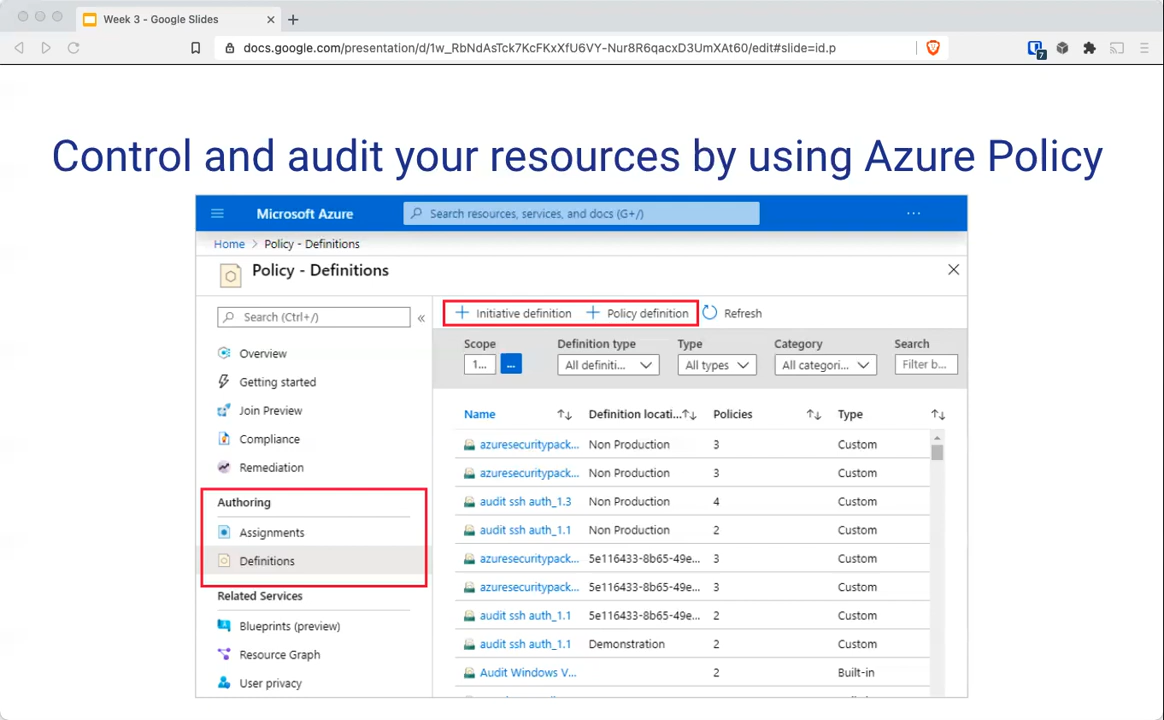 Week 3 - Google Slides
docs.google.com/presentation/d/1w_RbNdAsTck7KcFKxXfU6VY-Nur8R6qacxD3UmXAt60/edit#slide=id.p
7
Control and audit your resources by using Azure Policy
Microsoft Azure
Search resources, services, and docs (G+/)
...
Home > Policy - Definitions
Policy - Definitions
Search (Ctrl+/)
«
Overview
Getting started
Join Preview
Compliance
Remediation
Authoring
Assignments
Definitions
Related Services
Blueprints (preview)
Resource Graph
User privacy
+ Initiative definition + Policy definition Refresh
Scope Definition type Type Category Search
1... ... All definiti... All types All categori... Filter b...
Name Definition locati... Policies Type
azuresecuritypack... Non Production 3 Custom
azuresecuritypack... Non Production 3 Custom
audit ssh auth_1.3 Non Production 4 Custom
audit ssh auth_1.1 Non Production 2 Custom
azuresecuritypack... 5e116433-8b65-49e... 3 Custom
azuresecuritypack... 5e116433-8b65-49e... 3 Custom
audit ssh auth_1.1 5e116433-8b65-49e... 2 Custom
audit ssh auth_1.1 Demonstration 2 Custom
Audit Windows V... 2 Built-in